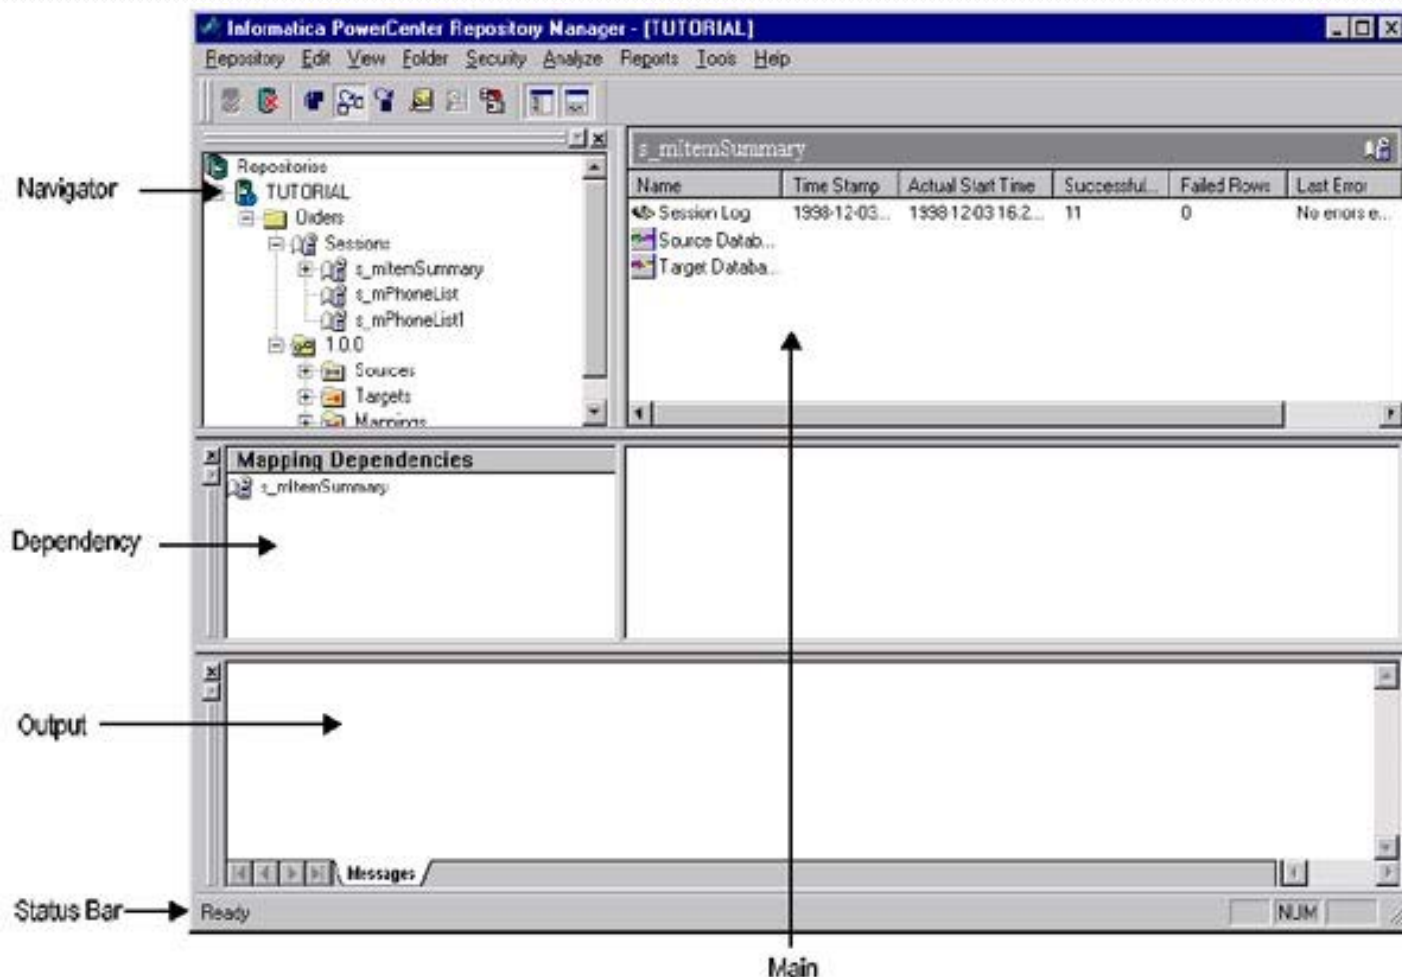 Informatica PowerCenter Repository Manager - [TUTORIAL]
Repository Edit View Folder Security Analyze Reports Tools Help
Navigator
Repositories
TUTORIAL
Orders
Sessions
s_mItemSummary
s_mPhoneList
s_mPhoneList1
1.0.0
Sources
Targets
Mappings
s_mItemSummary
Name Time Stamp Actual Start Time Successful... Failed Rows Last Error
Session Log 1998-12-03... 1998-12-03 16:2... 11 0 No errors e...
Source Datab...
Target Databa...
Mapping Dependencies
s_mItemSummary
Dependency
Output
Messages
Status Bar
Ready
NUM
Main